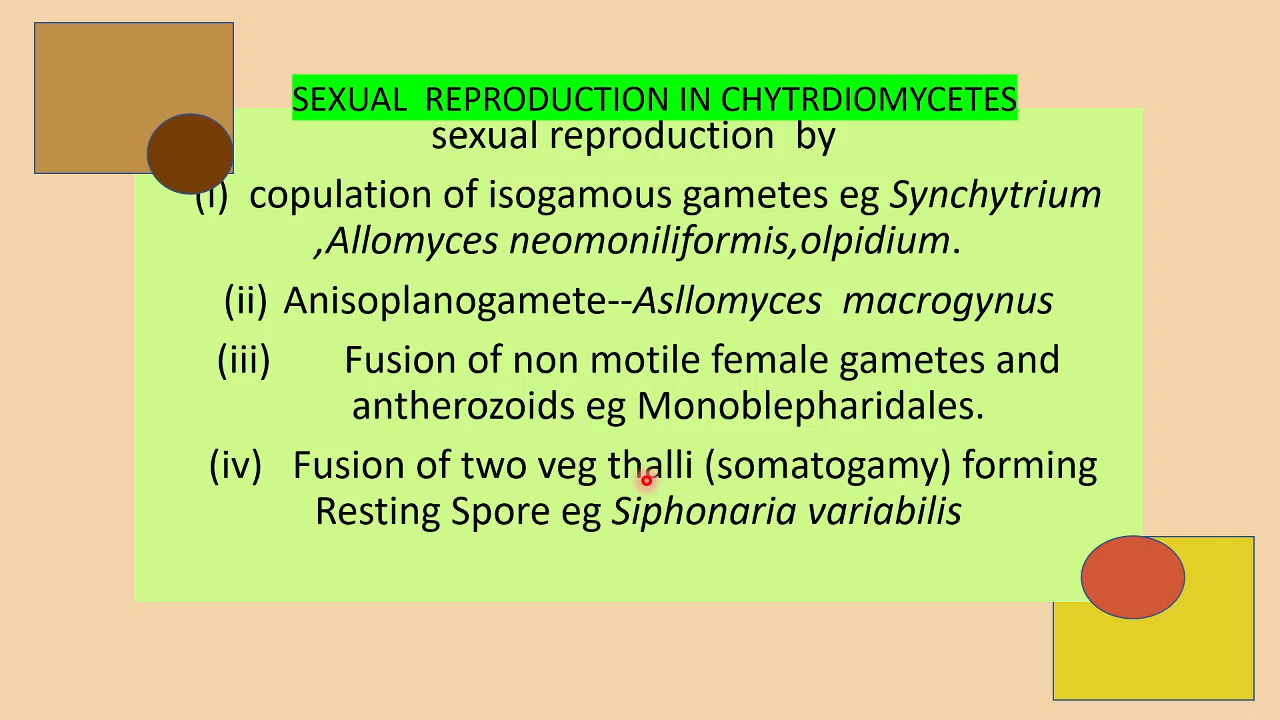 SEXUAL REPRODUCTION IN CHYTRDIOMYCETES
sexual reproduction by
(i) copulation of isogamous gametes eg Synchytrium
,Allomyces neomoniliformis,olpidium.
(ii) Anisoplanogamete--Asllomyces macrogynus
(iii) Fusion of non motile female gametes and
antherozoids eg Monoblepharidales.
(iv) Fusion of two veg thalli (somatogamy) forming
Resting Spore eg Siphonaria variabilis